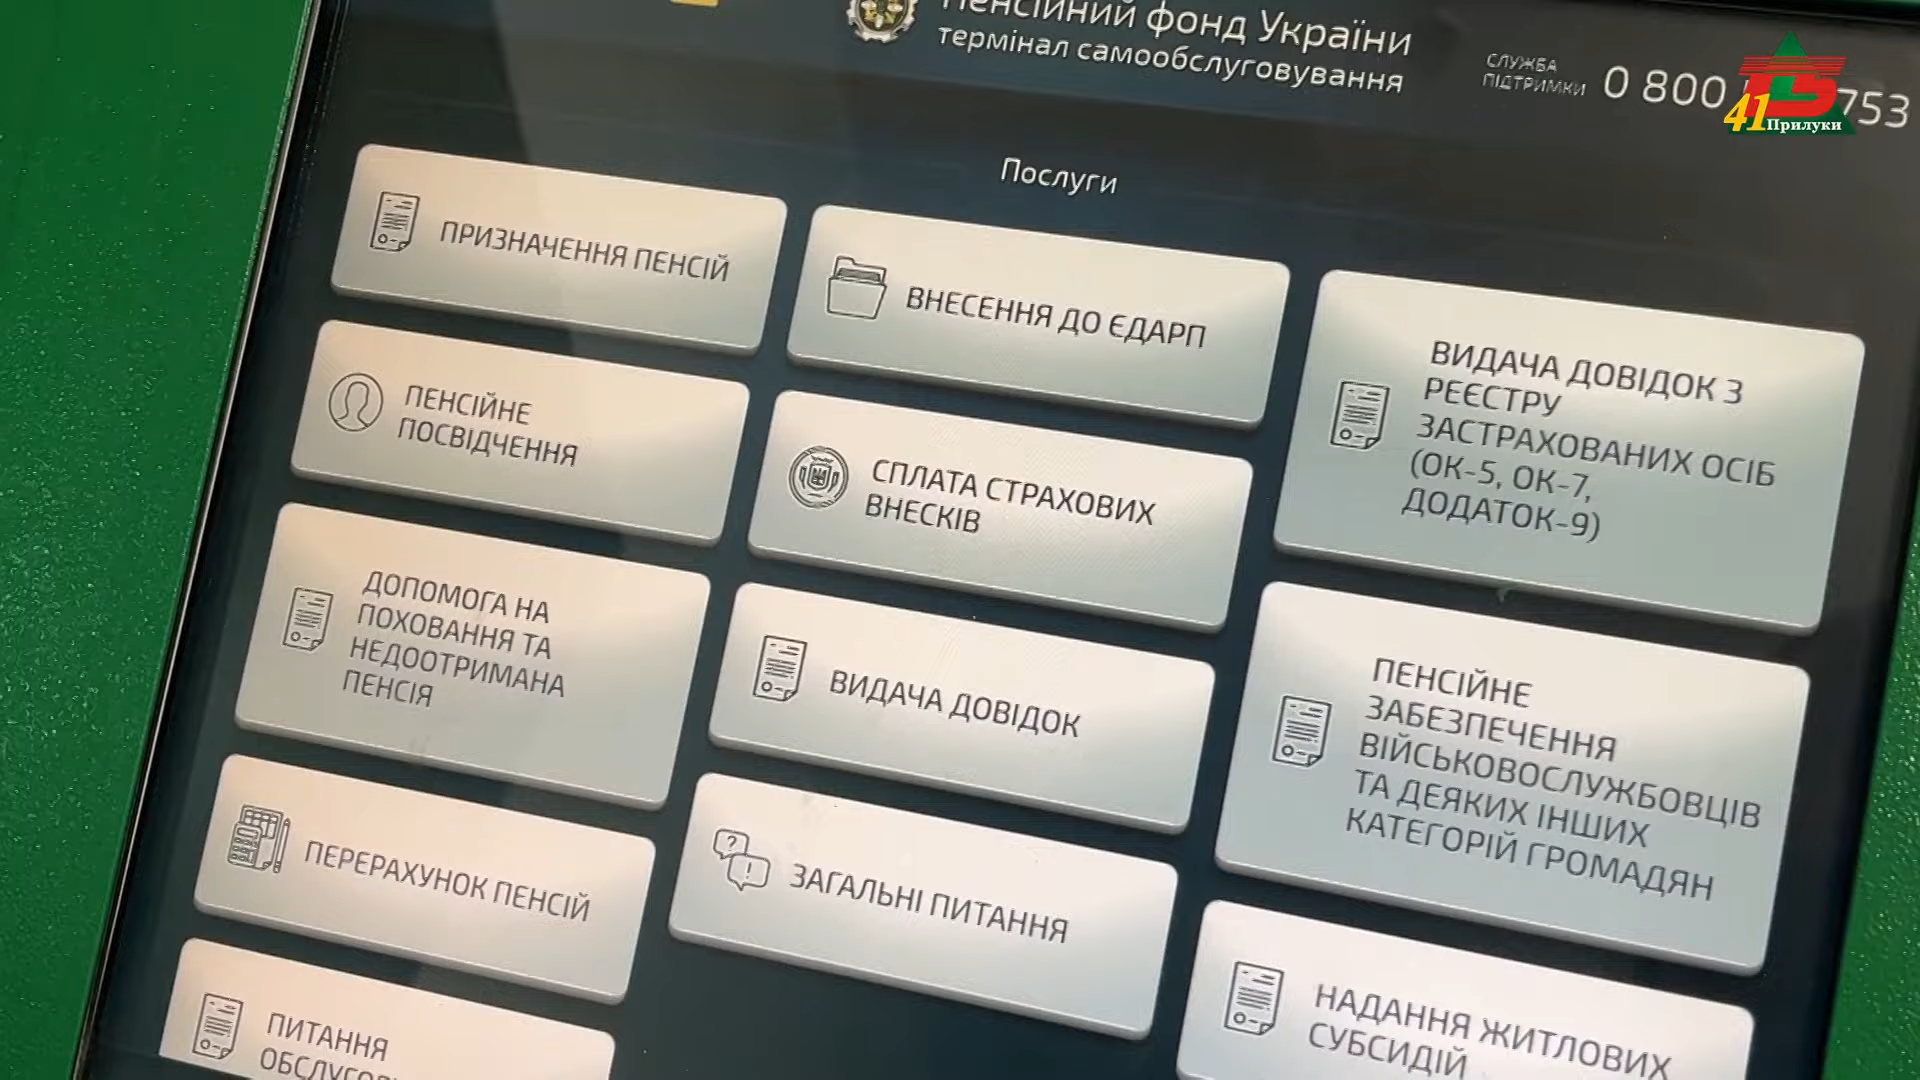 Пенсійний фонд України
термінал самообслуговування
СЛУЖБА
ПІДТРИМКИ
0 800
753
41 Прилуки
Послуги
ПРИЗНАЧЕННЯ ПЕНСІЙ
ПЕНСІЙНЕ
ПОСВІДЧЕННЯ
ДОПОМОГА НА
ПОХОВАННЯ ТА
НЕДООТРИМАНА
ПЕНСІЯ
ПЕРЕРАХУНОК ПЕНСІЙ
ПИТАННЯ
ВНЕСЕННЯ ДО ЄДАРП
СПЛАТА СТРАХОВИХ
ВНЕСКІВ
ВИДАЧА ДОВІДОК
ЗАГАЛЬНІ ПИТАННЯ
ВИДАЧА ДОВІДОК З
РЕЄСТРУ
ЗАСТРАХОВАНИХ ОСІБ
(ОК-5, ОК-7,
ДОДАТОК-9)
ПЕНСІЙНЕ
ЗАБЕЗПЕЧЕННЯ
ВІЙСЬКОВОСЛУЖБОВЦІВ
ТА ДЕЯКИХ ІНШИХ
КАТЕГОРІЙ ГРОМАДЯН
НАДАННЯ ЖИТЛОВИХ
СУБСИДІЙ